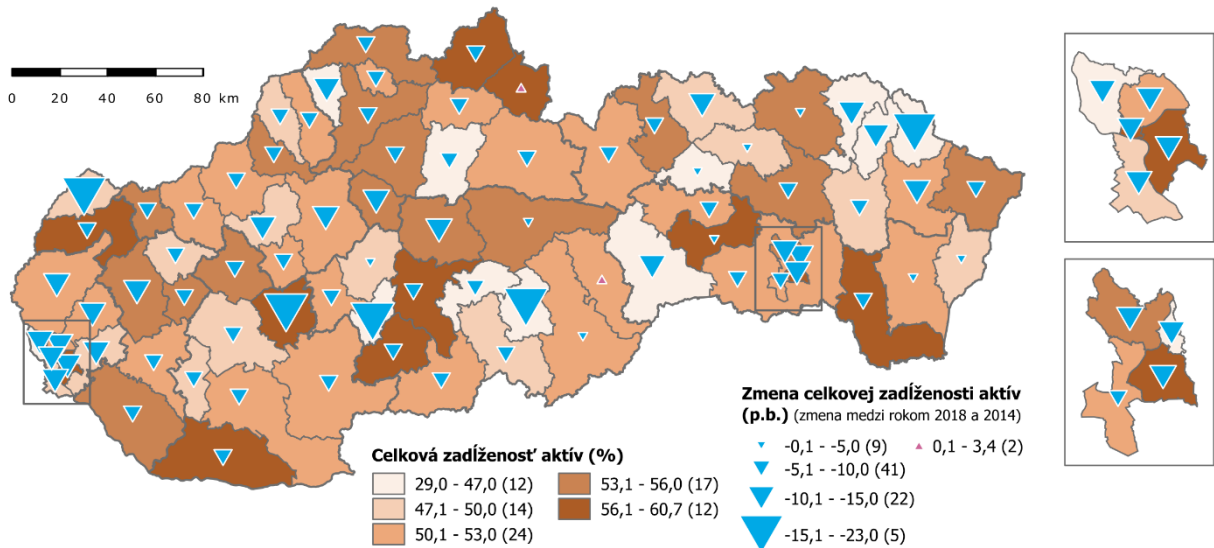 0 20 40 60 80 km
Celková zadĺženosť aktív (%)
29,0 - 47,0 (12)
47,1 - 50,0 (14)
50,1 - 53,0 (24)
53,1 - 56,0 (17)
56,1 - 60,7 (12)
Zmena celkovej zadĺženosti aktív
(p.b.) (zmena medzi rokom 2018 a 2014)
-0,1 - -5,0 (9)
-5,1 - -10,0 (41)
-10,1 - -15,0 (22)
-15,1 - -23,0 (5)
0,1 - 3,4 (2)